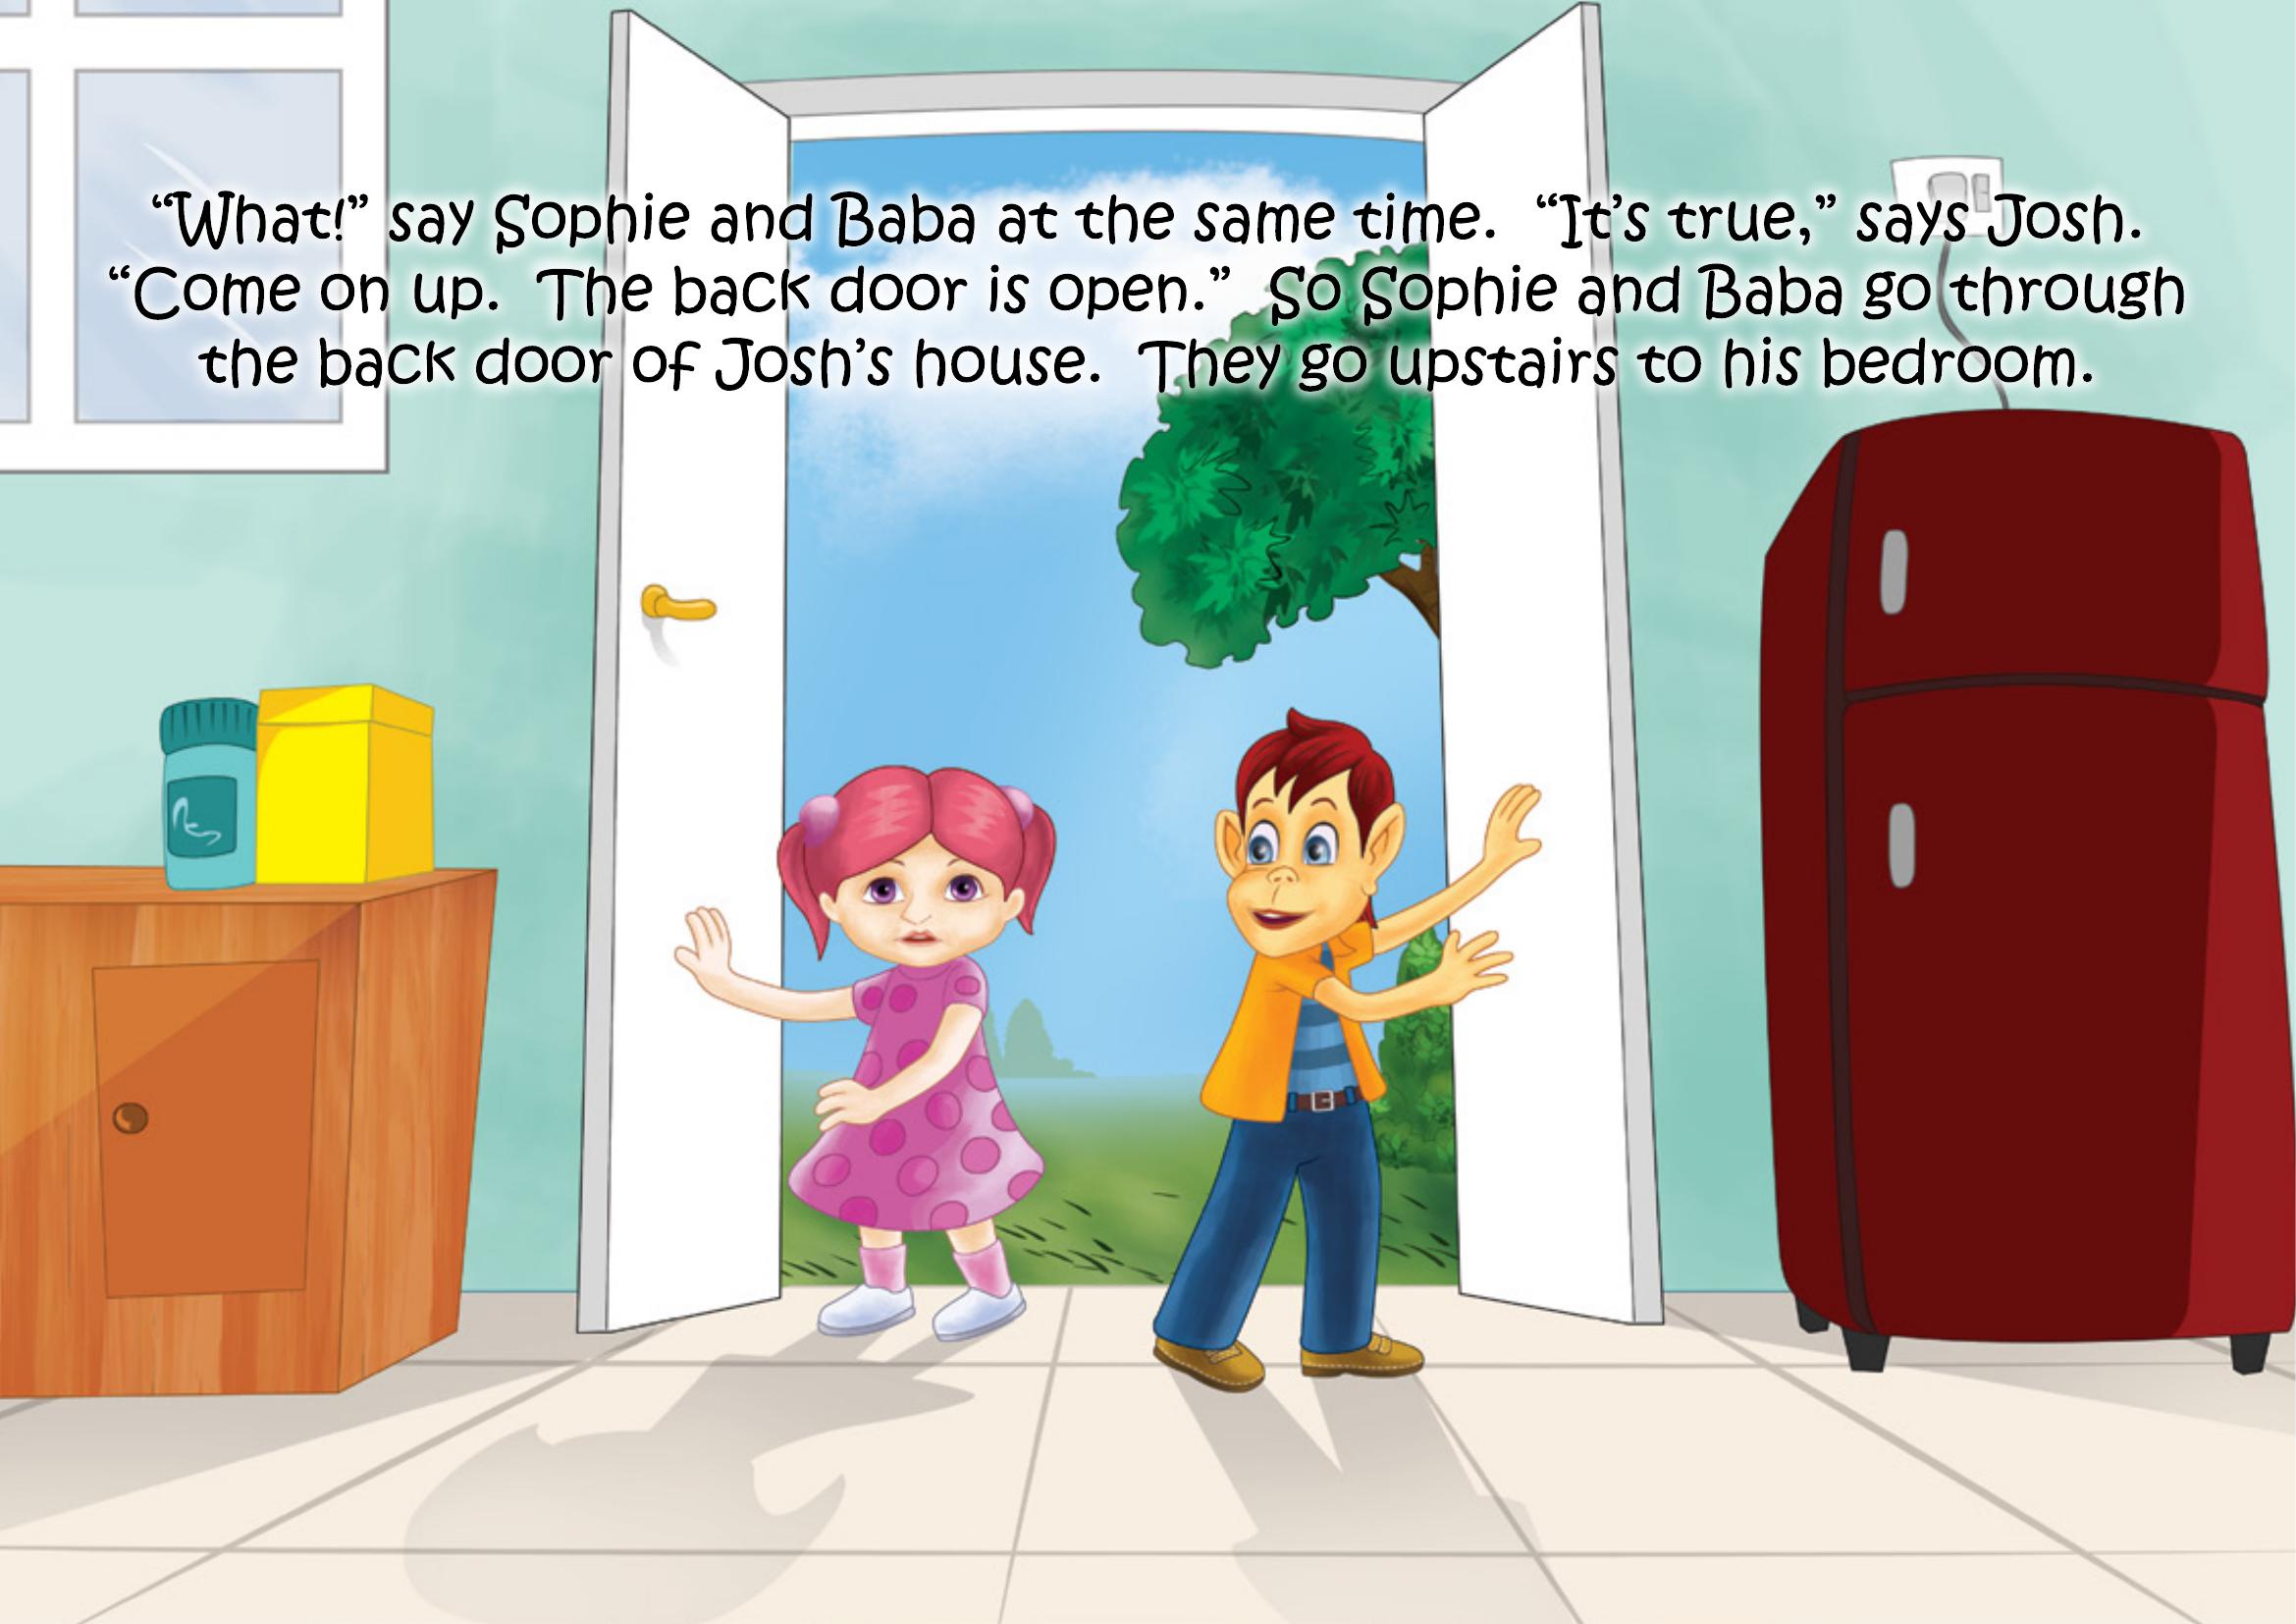 “What!” say Sophie and Baba at the same time.  “It’s true,” says Josh.
“Come on up.  The back door is open.”  So Sophie and Baba go through
the back door of Josh’s house.  They go upstairs to his bedroom.